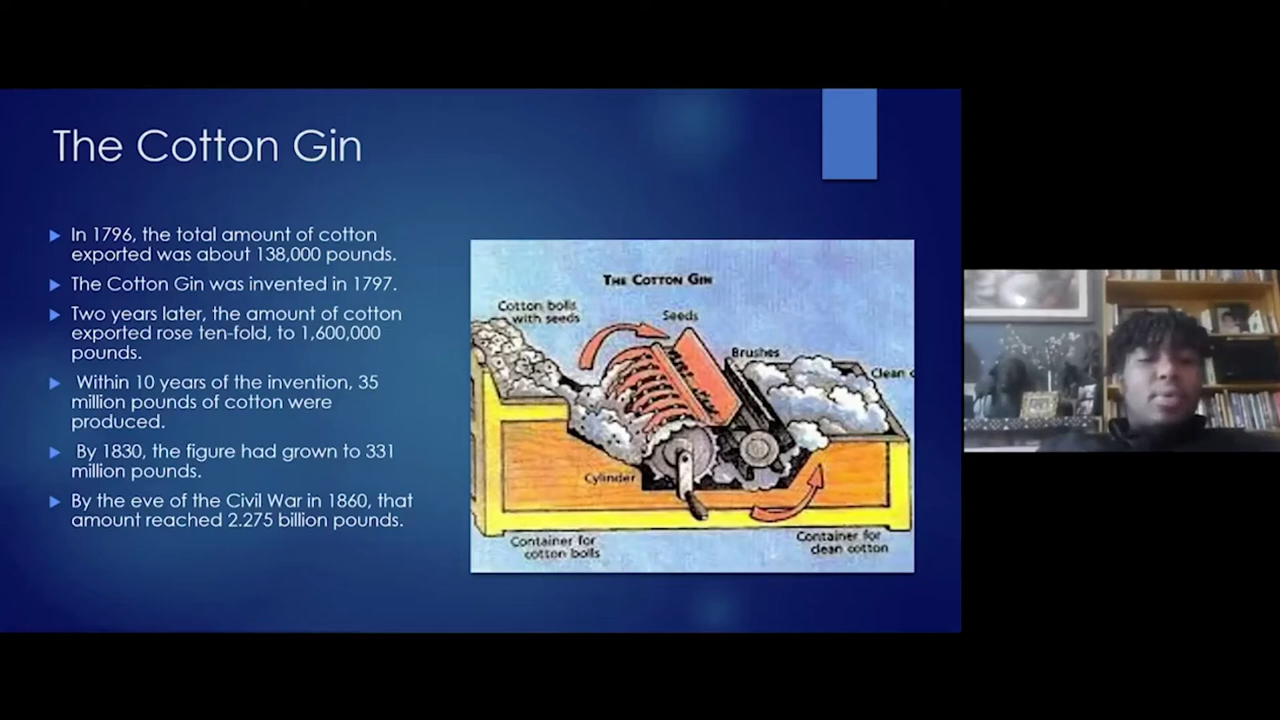 The Cotton Gin
In 1796, the total amount of cotton
exported was about 138,000 pounds.
The Cotton Gin was invented in 1797.
Two years later, the amount of cotton
exported rose ten-fold, to 1,600,000
pounds.
Within 10 years of the invention, 35
million pounds of cotton were
produced.
By 1830, the figure had grown to 331
million pounds.
By the eve of the Civil War in 1860, that
amount reached 2.275 billion pounds.
THE COTTON GIN
Cotton bolls
with seeds
Seeds
Brushes
Clean c
Cylinder
Container for
cotton bolls
Container for
clean cotton